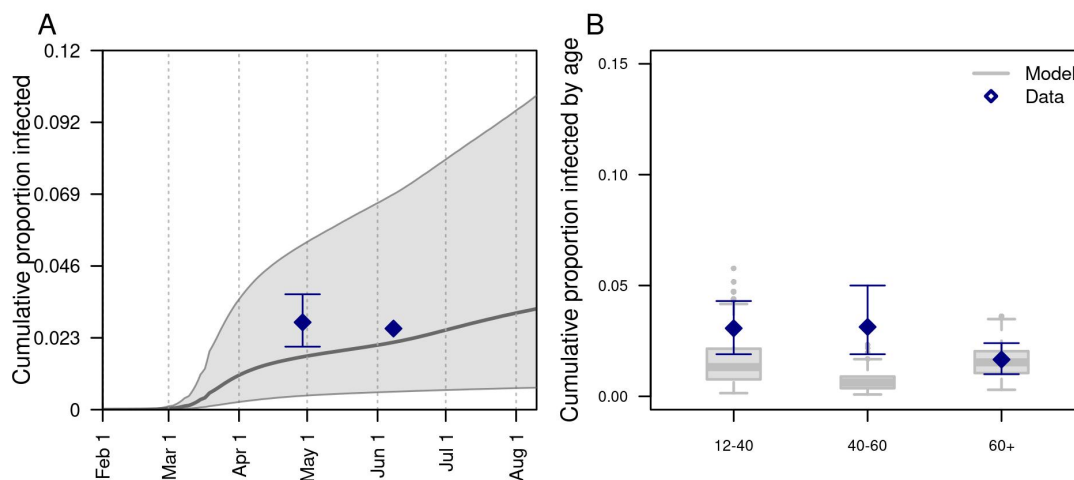 A
Cumulative proportion infected
0.12
0.092
0.069
0.046
0.023
0
Feb 1
Mar 1
Apr 1
May 1
Jun 1
Jul 1
Aug 1
B
Cumulative proportion infected by age
0.15
0.10
0.05
0.00
12-40
40-60
60+
Model
Data